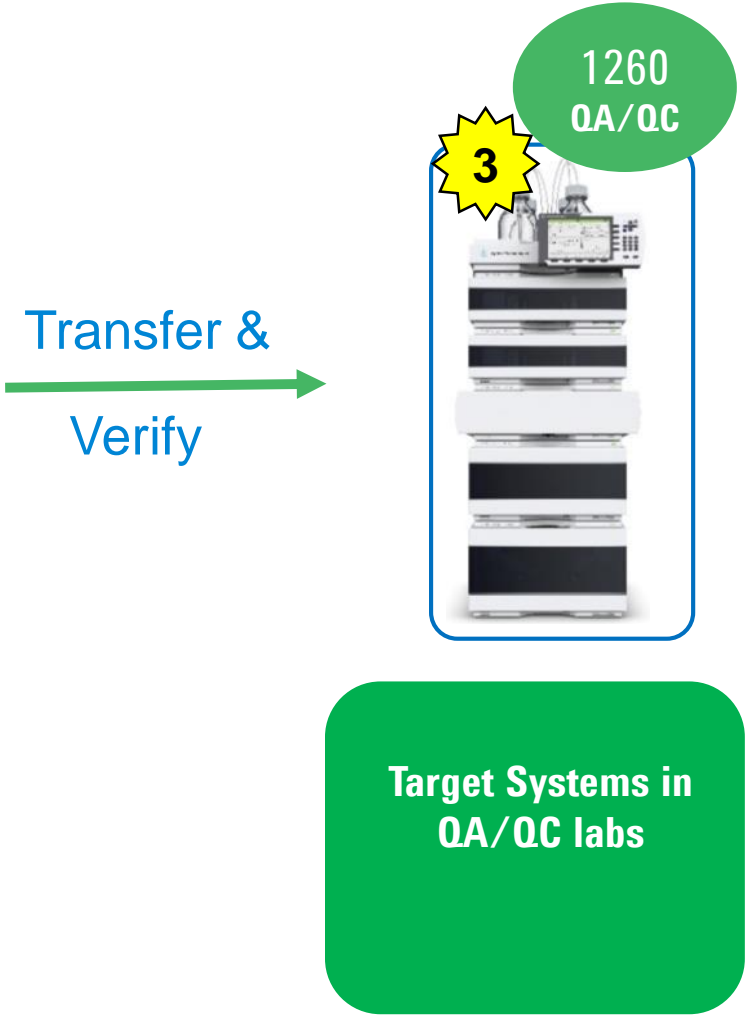 1260
QA/QC
3
Transfer &
Verify
Target Systems in
QA/QC labs